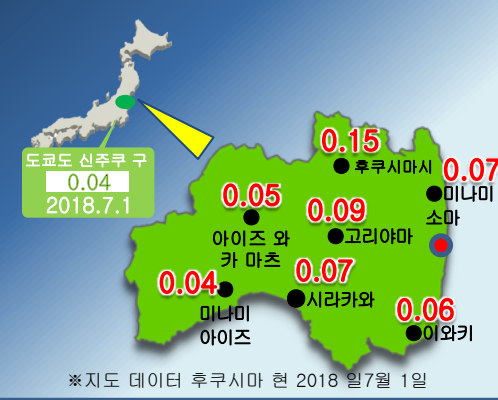 도쿄도 신주쿠 구
0.04
2018.7.1
0.15
후쿠시마시
0.07
미나미
소마
0.05
아이즈 와
카 마츠
0.09
고리야마
0.04
미나미
아이즈
0.07
시라카와
0.06
이와키
※지도 데이터 후쿠시마 현 2018 일7월 1일